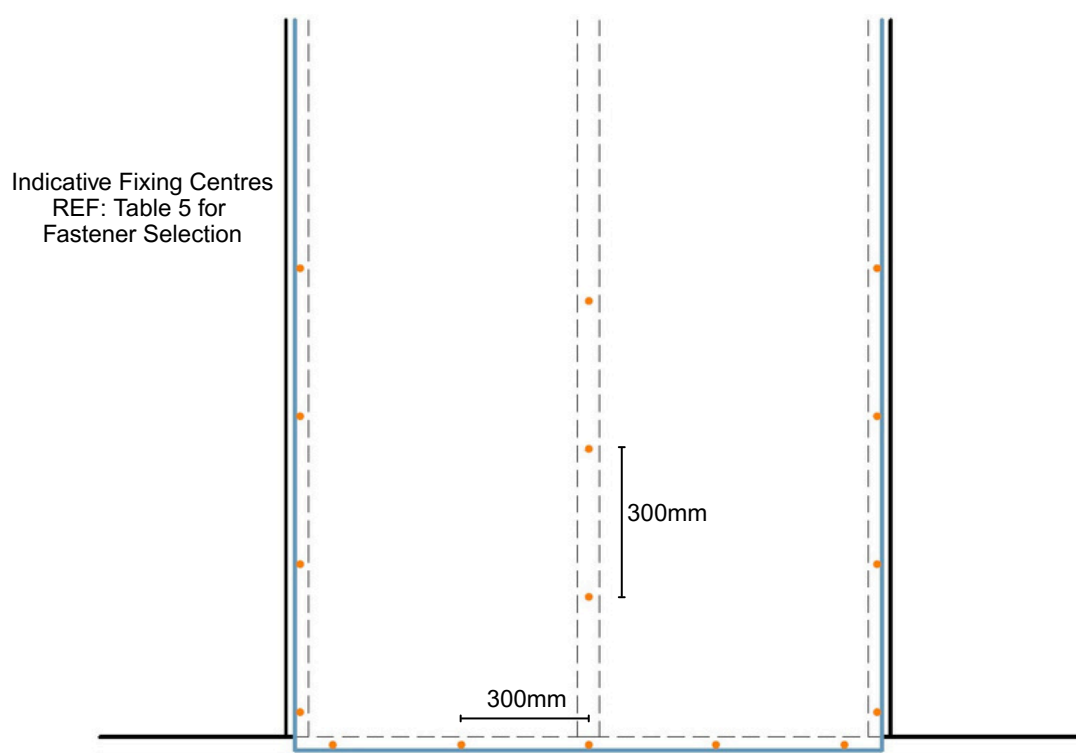 Indicative Fixing Centres
REF: Table 5 for
Fastener Selection
300mm
300mm